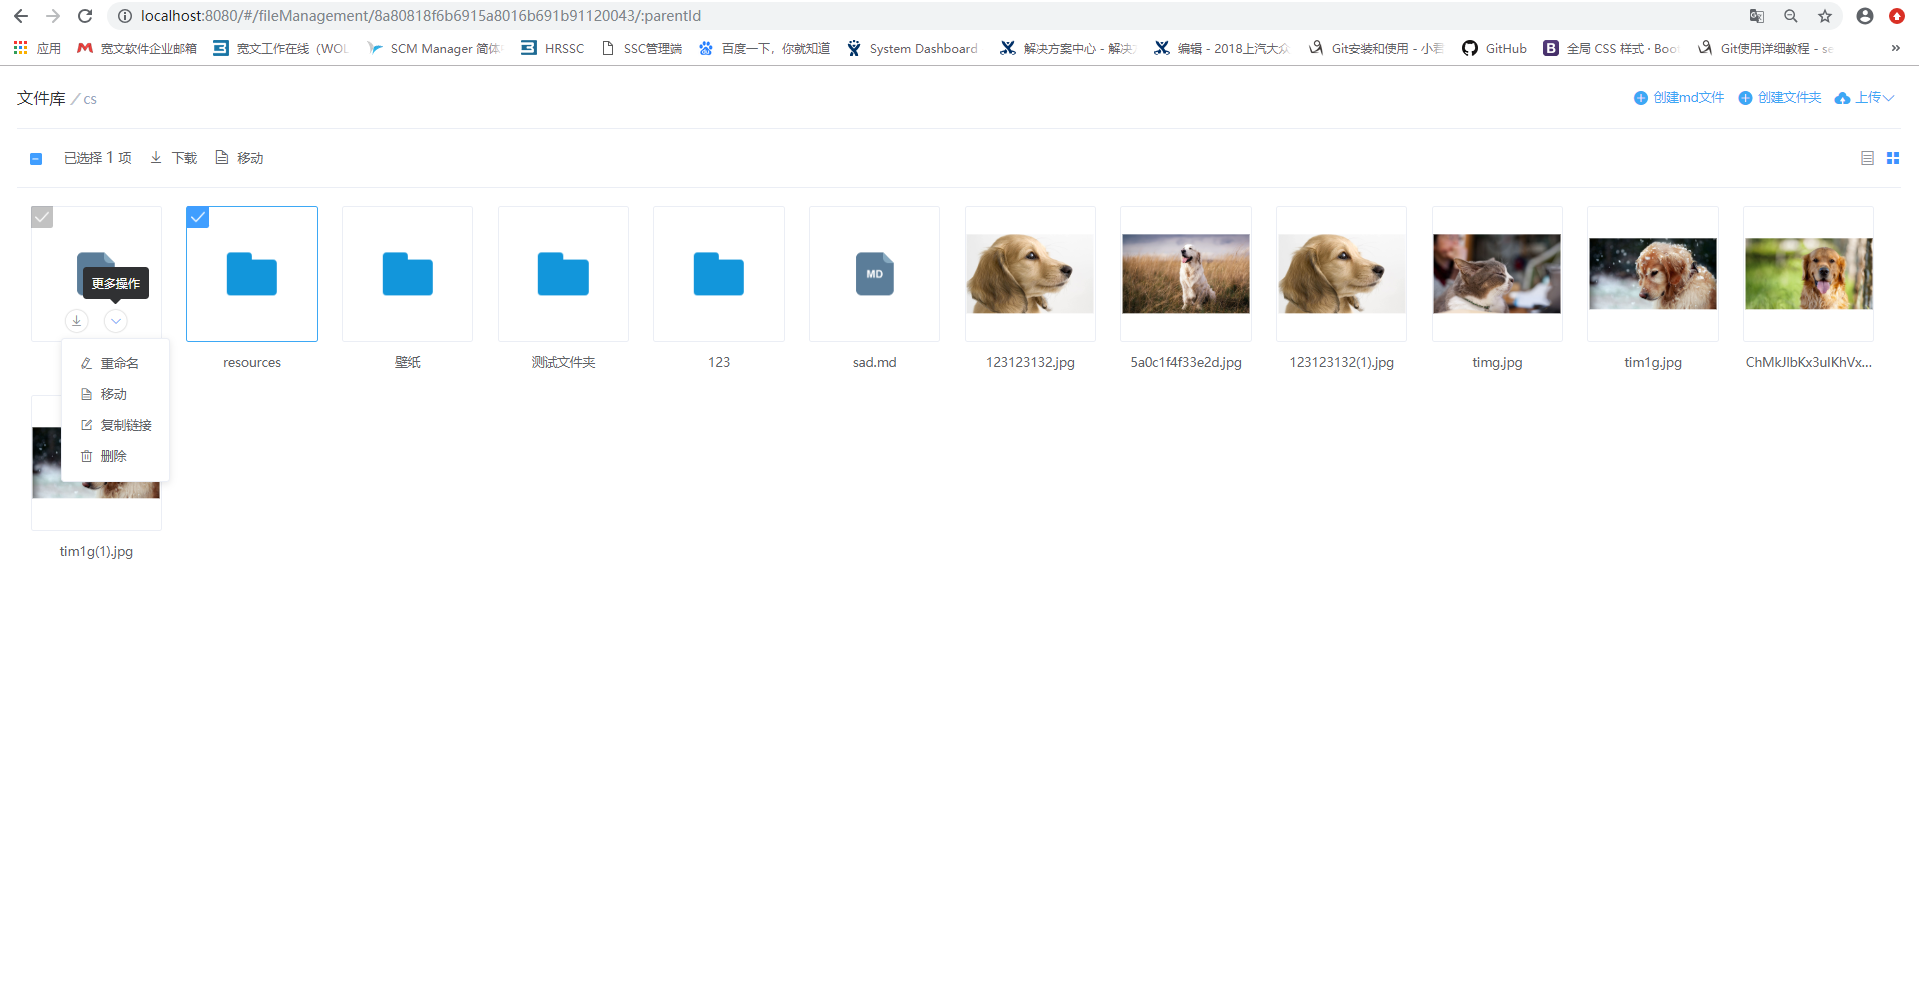 localhost:8080/#/fileManagement/8a80818f6b6915a8016b691b91120043/:parentId
应用 宽文软件企业邮箱 宽文工作在线（WOL SCM Manager 简体 HRSSC SSC管理端 百度一下，你就知道 System Dashboard 解决方案中心 - 解决 编辑 - 2018上汽大众 Git安装和使用 - 小君 GitHub B 全局 CSS 样式 · Boo Git使用详细教程 - se »
文件库 / cs 创建md文件 创建文件夹 上传
已选择 1 项 下载 移动
MD
更多操作
resources 壁纸 测试文件夹 123 sad.md 123123132.jpg 5a0c1f4f33e2d.jpg 123123132(1).jpg timg.jpg tim1g.jpg ChMkJlbKx3uIKhVx...
重命名
移动
复制链接
删除
tim1g(1).jpg